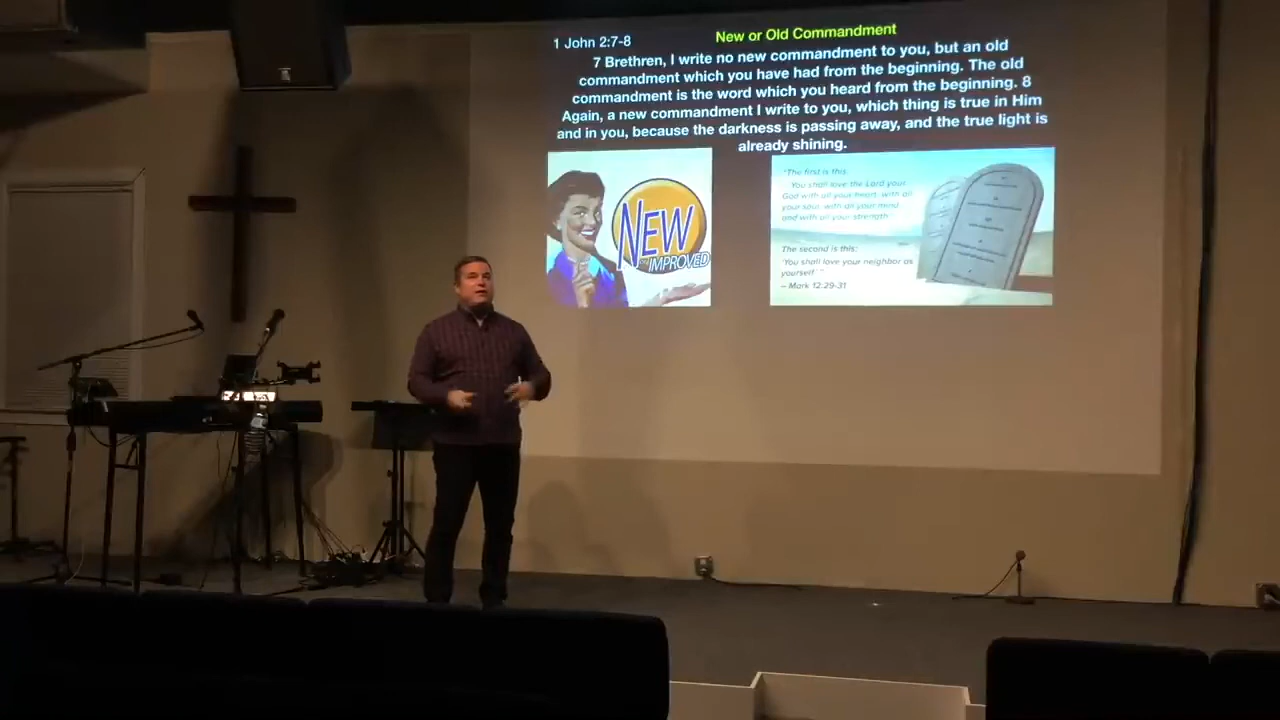 1 John 2:7-8
New or Old Commandment
7 Brethren, I write no new commandment to you, but an old
commandment which you have had from the beginning. The old
commandment is the word which you heard from the beginning. 8
Again, a new commandment I write to you, which thing is true in Him
and in you, because the darkness is passing away, and the true light is
already shining.
NEW
IMPROVED
"The first is this:
You shall love the Lord your
God with all your heart, with all
your soul, with all your mind,
and with all your strength.'
The second is this:
'You shall love your neighbor as
yourself.'"
– Mark 12:29-31